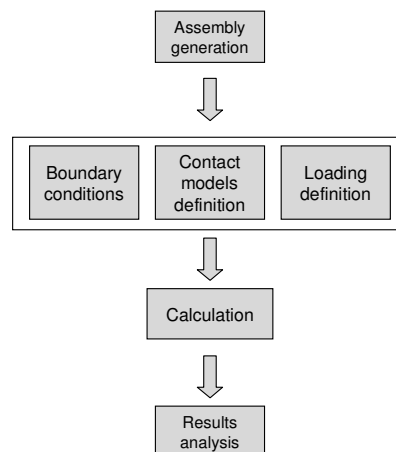 Assembly
generation
Boundary
conditions
Contact
models
definition
Loading
definition
Calculation
Results
analysis